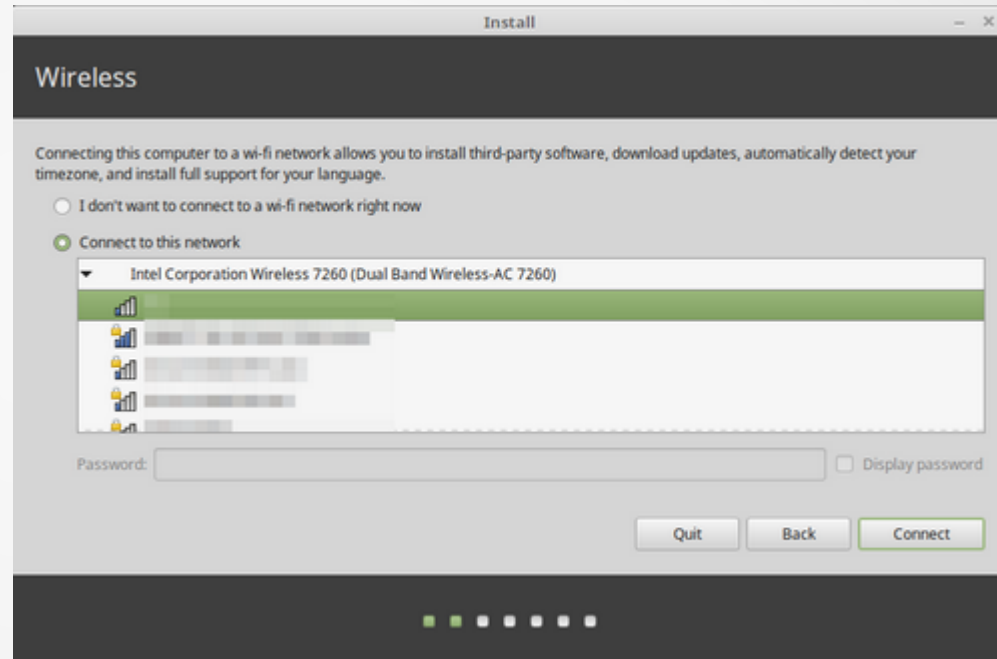 Install
Wireless
Connecting this computer to a wi-fi network allows you to install third-party software, download updates, automatically detect your
timezone, and install full support for your language.
I don't want to connect to a wi-fi network right now
Connect to this network
Intel Corporation Wireless 7260 (Dual Band Wireless-AC 7260)
Password:
Display password
Quit
Back
Connect